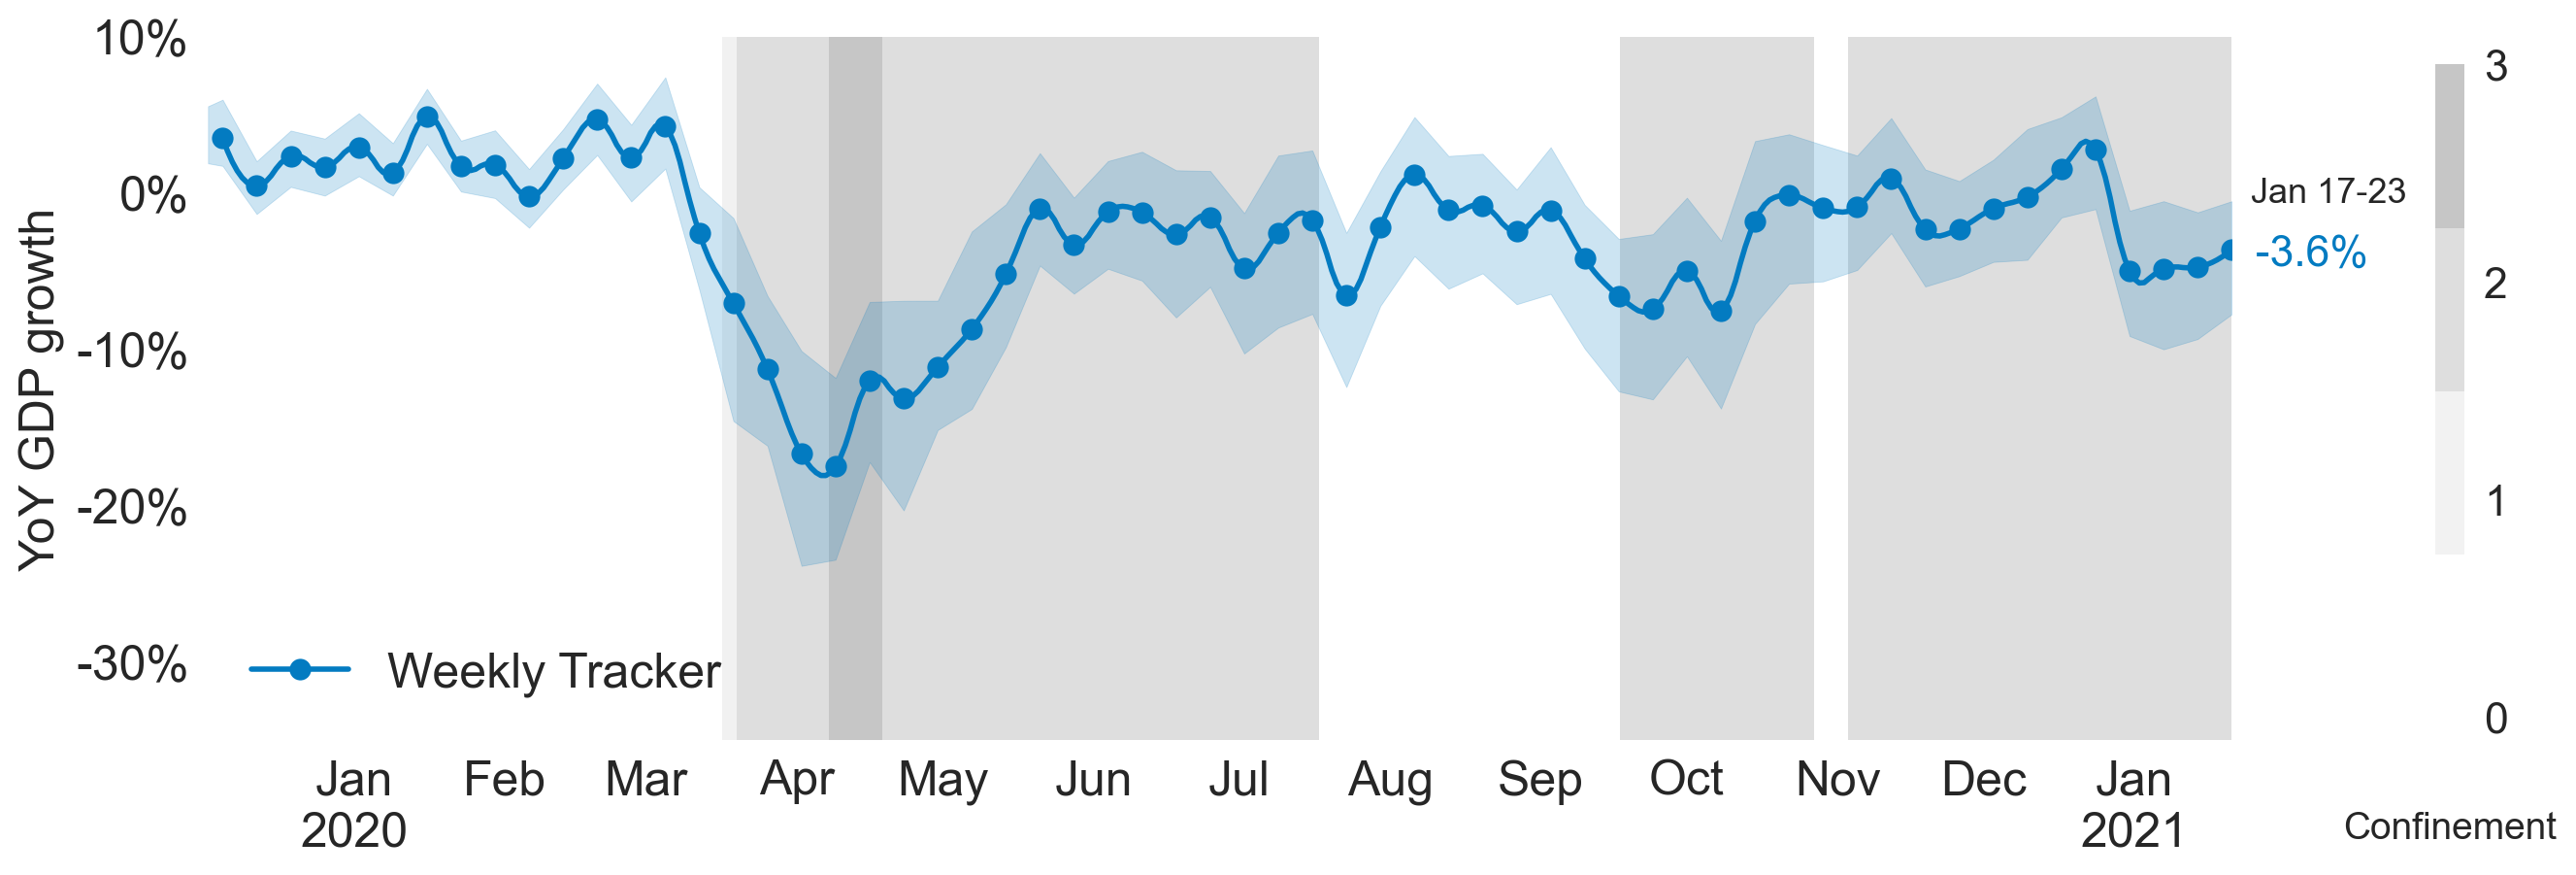 10%
0%
-10%
-20%
-30%
YoY GDP growth
Weekly Tracker
Jan Feb Mar Apr May Jun Jul Aug Sep Oct Nov Dec Jan
2020 2021
Jan 17-23
-3.6%
3
2
1
0
Confinement